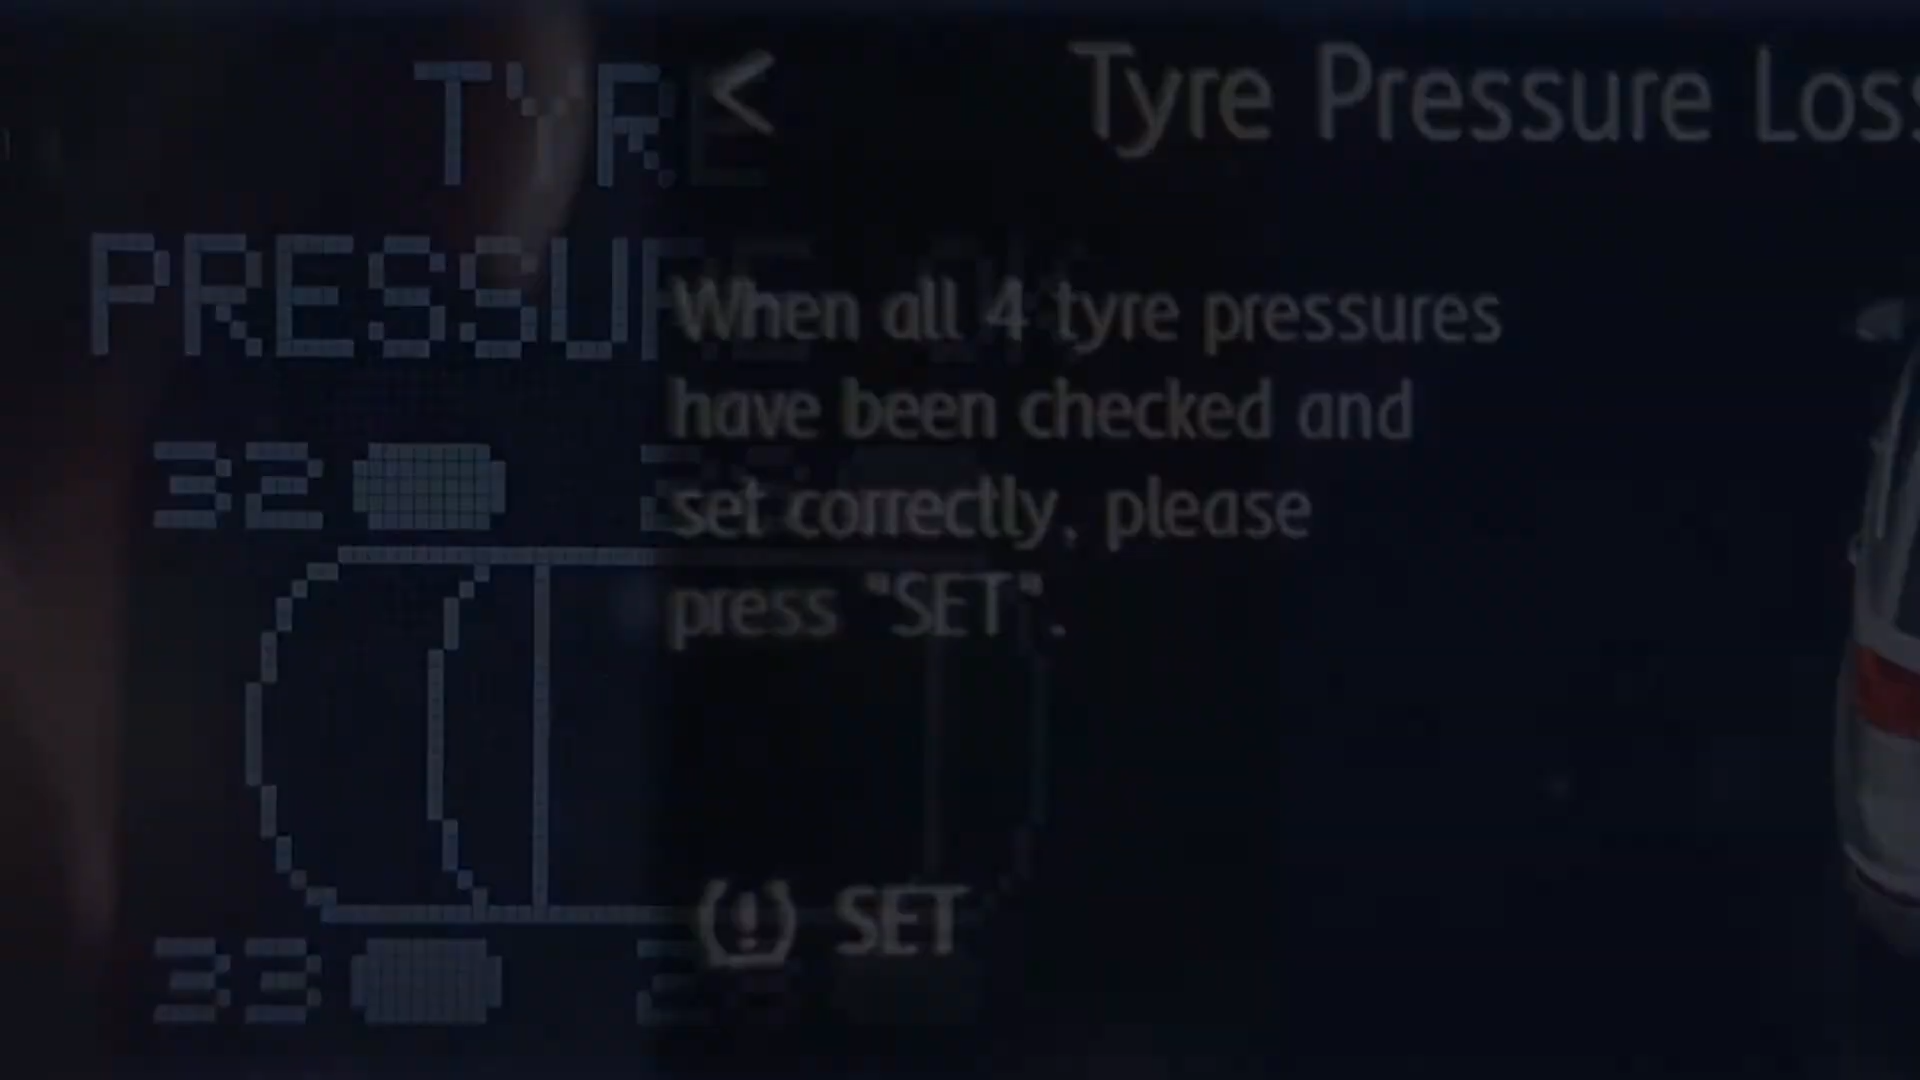 TYRE
PRESSURE
32
33
< Tyre Pressure Loss
When all 4 tyre pressures
have been checked and
set correctly, please
press "SET".
(!) SET